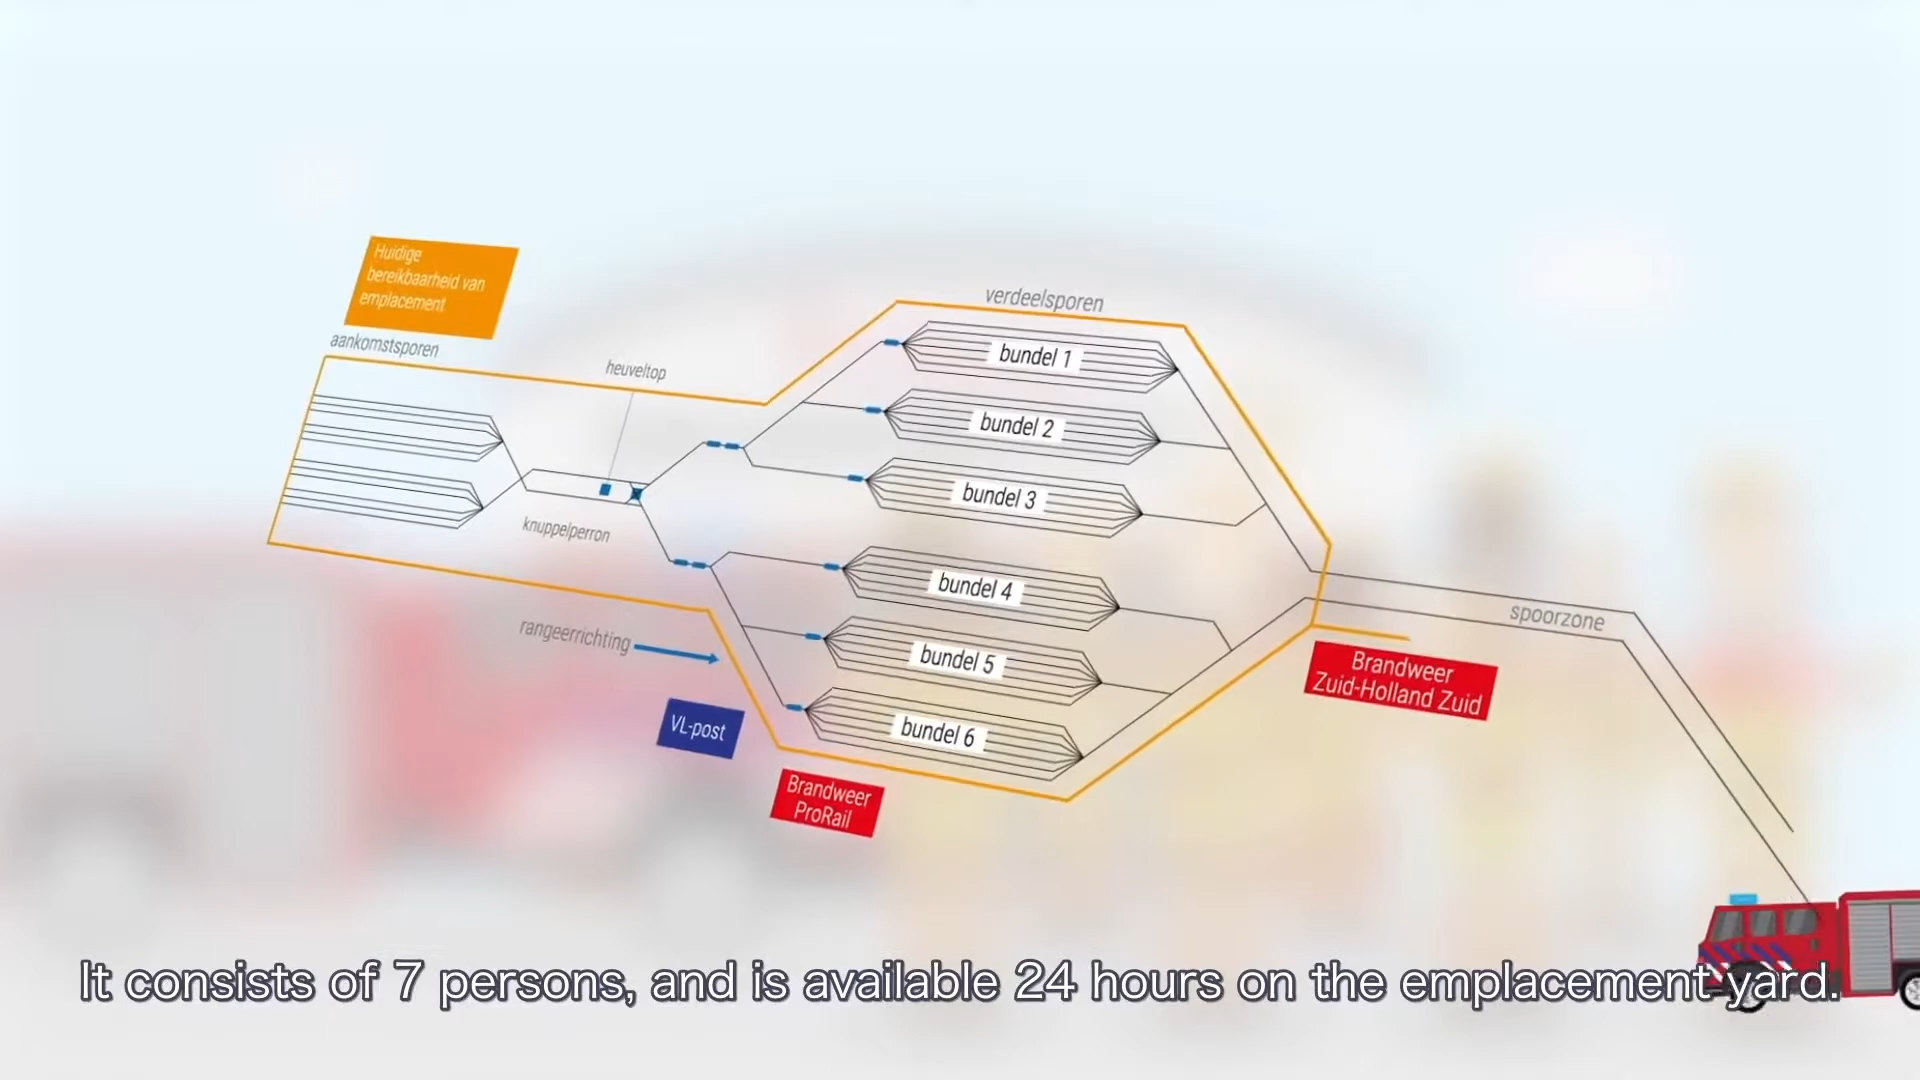 Huidige
bereikbaarheid van
emplacement
aankomstsporen
heuveltop
verdeelsporen
bundel 1
bundel 2
bundel 3
knuppelperron
bundel 4
rangeerrichting
bundel 5
spoorzone
VL-post
bundel 6
Brandweer
Zuid-Holland Zuid
Brandweer
ProRail
It consists of 7 persons, and is available 24 hours on the emplacement yard.